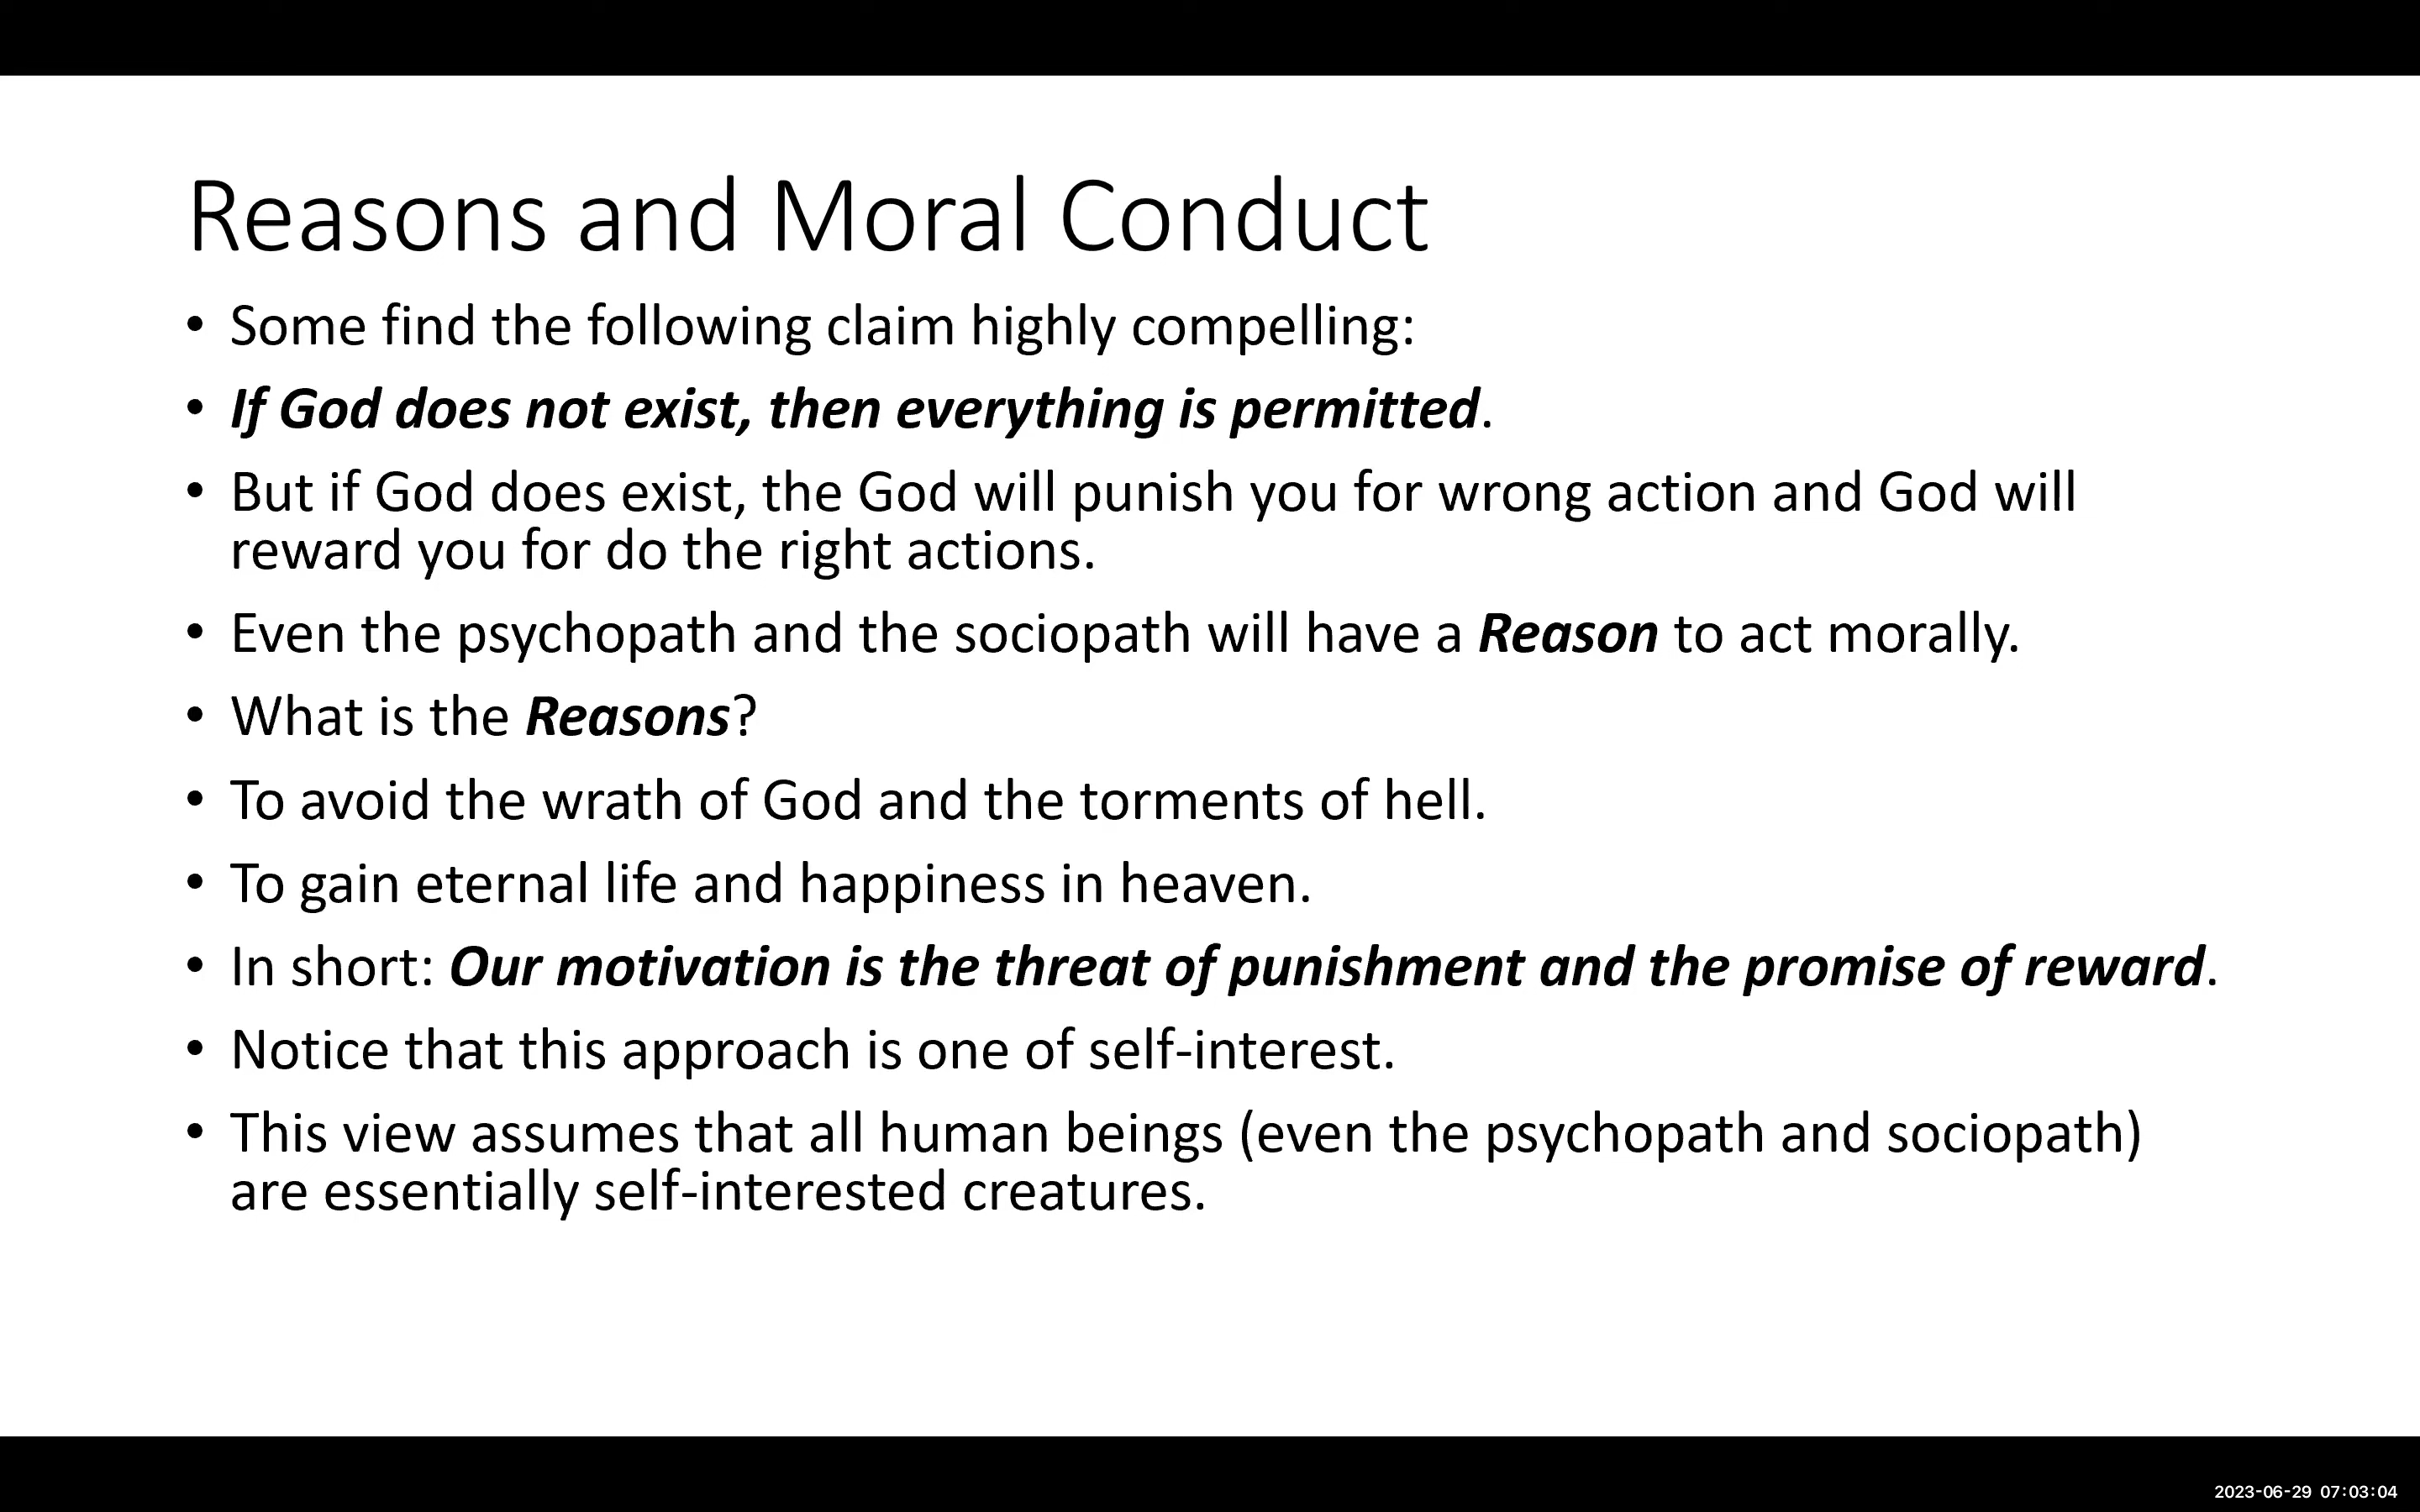 Reasons and Moral Conduct
• Some find the following claim highly compelling:
• If God does not exist, then everything is permitted.
• But if God does exist, the God will punish you for wrong action and God will
reward you for do the right actions.
• Even the psychopath and the sociopath will have a Reason to act morally.
• What is the Reasons?
• To avoid the wrath of God and the torments of hell.
• To gain eternal life and happiness in heaven.
• In short: Our motivation is the threat of punishment and the promise of reward.
• Notice that this approach is one of self-interest.
• This view assumes that all human beings (even the psychopath and sociopath)
are essentially self-interested creatures.
2023-06-29 07:03:04